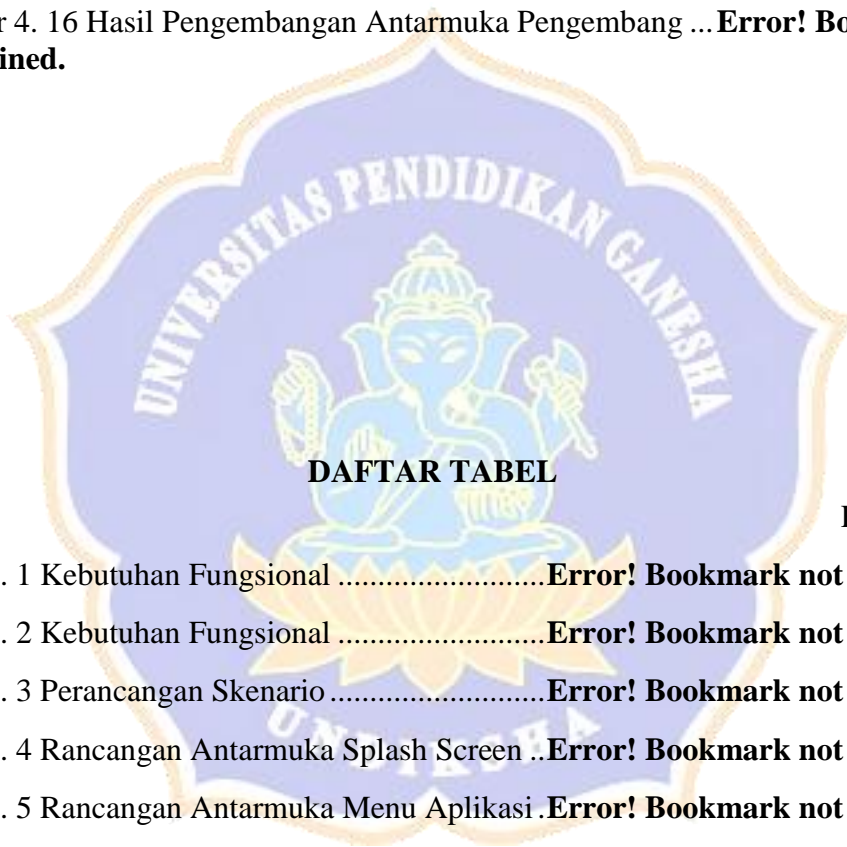 r 4. 16 Hasil Pengembangan Antarmuka Pengembang ...Error! Bo
ined.
UNIVERSITAS PENDIDIKAN GANESHA
DAFTAR TABEL
. 1 Kebutuhan Fungsional ..........................Error! Bookmark not
. 2 Kebutuhan Fungsional ..........................Error! Bookmark not
. 3 Perancangan Skenario ...........................Error! Bookmark not
. 4 Rancangan Antarmuka Splash Screen ..Error! Bookmark not
. 5 Rancangan Antarmuka Menu Aplikasi .Error! Bookmark not
UNDIKSHA